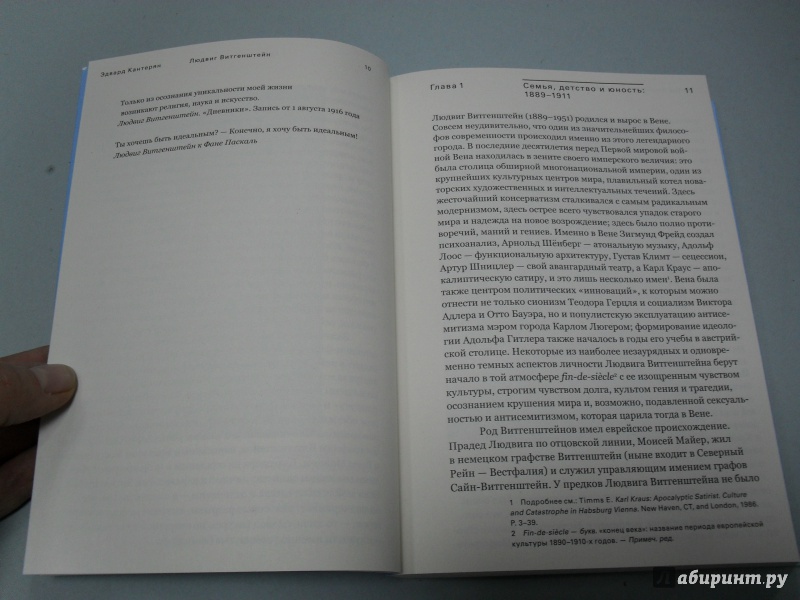 Эдвард Кантерян
Людвиг Витгенштейн
10
Только из осознания уникальности моей жизни
возникают религия, наука и искусство.
Людвиг Витгенштейн. «Дневники». Запись от 1 августа 1916 года
Ты хочешь быть идеальным? — Конечно, я хочу быть идеальным!
Людвиг Витгенштейн к Фане Паскаль
Глава 1
Семья, детство и юность:
1889–1911
11
Людвиг Витгенштейн (1889–1951) родился и вырос в Вене.
Совсем неудивительно, что один из значительнейших филосо-
фов современности происходил именно из этого легендарного
города. В последние десятилетия перед Первой мировой вой-
ной Вена находилась в зените своего имперского величия: это
была столица обширной многонациональной империи, один из
крупнейших культурных центров мира, плавильный котел нова-
торских художественных и интеллектуальных течений. Здесь
жесточайший консерватизм сталкивался с самым радикальным
модернизмом, здесь острее всего чувствовался упадок старого
мира и надежда на новое возрождение; здесь было полно проти-
воречий, маний и гениев. Именно в Вене Зигмунд Фрейд создал
психоанализ, Арнольд Шёнберг — атональную музыку, Адольф
Лоос — функциональную архитектуру, Густав Климт — сецессион,
Артур Шницлер — свой авангардный театр, а Карл Краус — апо-
калиптическую сатиру, и это лишь несколько имен¹. Вена была
также центром политических «инноваций», к которым можно
отнести не только сионизм Теодора Герцля и социализм Виктора
Адлера и Отто Бауэра, но и популистскую эксплуатацию антисе-
митизма мэром города Карлом Люгером; формирование идеоло-
гии Адольфа Гитлера также началось в годы его учебы в австрий-
ской столице. Некоторые из наиболее незаурядных и одновре-
менно темных аспектов личности Людвига Витгенштейна берут
начало в той атмосфере fin-de-siècle² с ее изощренным чувством
культуры, строгим чувством долга, культом гения и трагедии,
осознанием крушения мира и, возможно, подавленной сексуаль-
ностью и антисемитизмом, которая царила тогда в Вене.
Род Витгенштейнов имел еврейское происхождение.
Прадед Людвига по отцовской линии, Моисей Майер, жил
в немецком графстве Витгенштейн (ныне входит в Северный
Рейн — Вестфалия) и служил управляющим имением графов
Сайн-Витгенштейн. У предков Людвига Витгенштейна не было
1 Подробнее см.: Timms E. Karl Kraus: Apocalyptic Satirist. Culture
and Catastrophe in Habsburg Vienna. New Haven, CT, and London, 1986.
P. 3–39.
2 Fin-de-siècle — букв. «конец века»: название периода европейской
культуры 1890–1910-х годов. — Примеч. ред.
Лабиринт.ру